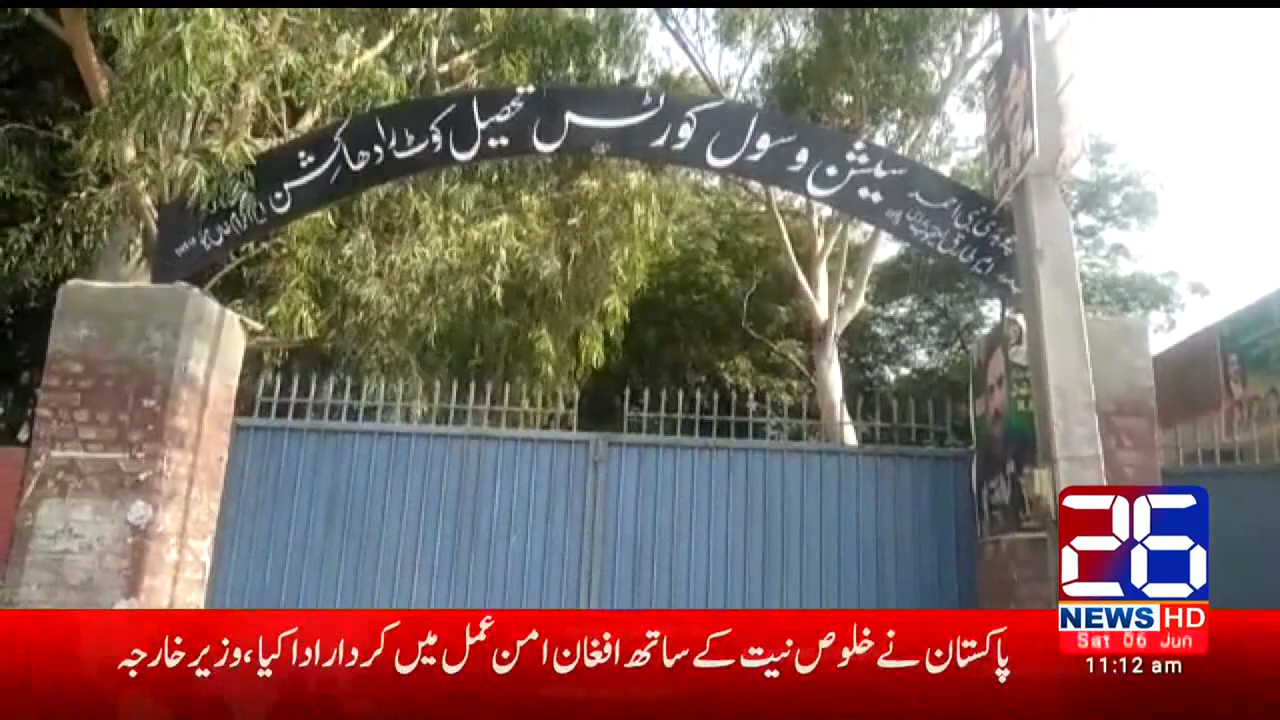 سیشن و سول کورٹس تحصیل کوٹ رادھاکشن
26
NEWS HD
Sat 06 Jun
11:12 am
پاکستان نے خلوص نیت کے ساتھ افغان امن عمل میں کردار ادا کیا، وزیر خارجہ